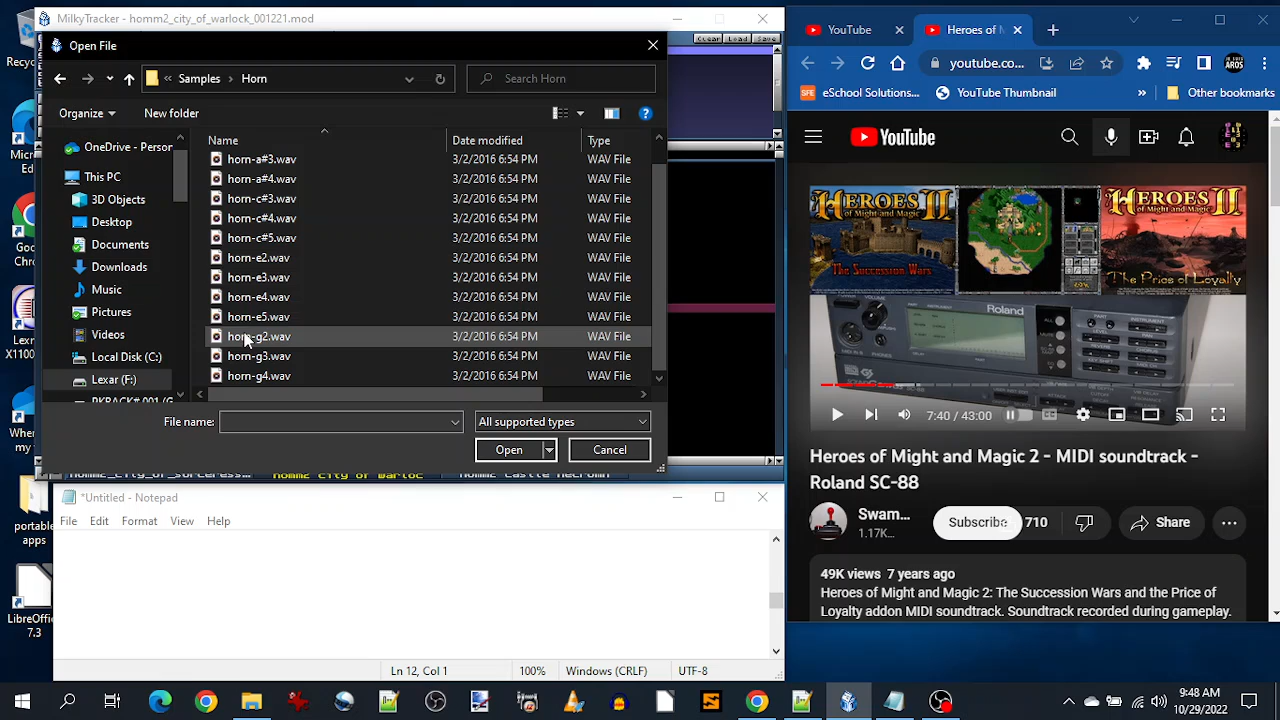 MilkyTracker - homm2_city_of_warlock_001221.mod
Clear Load Save
Open File
« Samples > Horn
Search Horn
Organize New folder
Name Date modified Type
OneDrive - Person
This PC
3D Objects
Desktop
Documents
Downloads
Music
Pictures
Videos
Local Disk (C:)
Lexar (F:)
PKBACK# 001 (G
horn-a#3.wav 3/2/2016 6:54 PM WAV File
horn-a#4.wav 3/2/2016 6:54 PM WAV File
horn-c#3.wav 3/2/2016 6:54 PM WAV File
horn-c#4.wav 3/2/2016 6:54 PM WAV File
horn-c#5.wav 3/2/2016 6:54 PM WAV File
horn-e2.wav 3/2/2016 6:54 PM WAV File
horn-e3.wav 3/2/2016 6:54 PM WAV File
horn-e4.wav 3/2/2016 6:54 PM WAV File
horn-e5.wav 3/2/2016 6:54 PM WAV File
horn-g2.wav 3/2/2016 6:54 PM WAV File
horn-g3.wav 3/2/2016 6:54 PM WAV File
horn-g4.wav 3/2/2016 6:54 PM WAV File
File name: All supported types
Open Cancel
*Untitled - Notepad
File Edit Format View Help
Ln 12, Col 1 100% Windows (CRLF) UTF-8
YouTube Heroes of M
youtube.co...
eSchool Solutions... YouTube Thumbnail » Other bookmarks
YouTube
HEROES II of Might and Magic The Succession Wars
HEROES II of Might and Magic The Price of Loyalty
Roland
7:40 / 43:00
Heroes of Might and Magic 2 - MIDI soundtrack -
Roland SC-88
Swam...
1.17K...
Subscribe 710 Share
49K views 7 years ago
Heroes of Might and Magic 2: The Succession Wars and the Price of
Loyalty addon MIDI soundtrack. Soundtrack recorded during gameplay.
portable
apps
LibreOffice
7.3
9:48 AM
10/29/2022